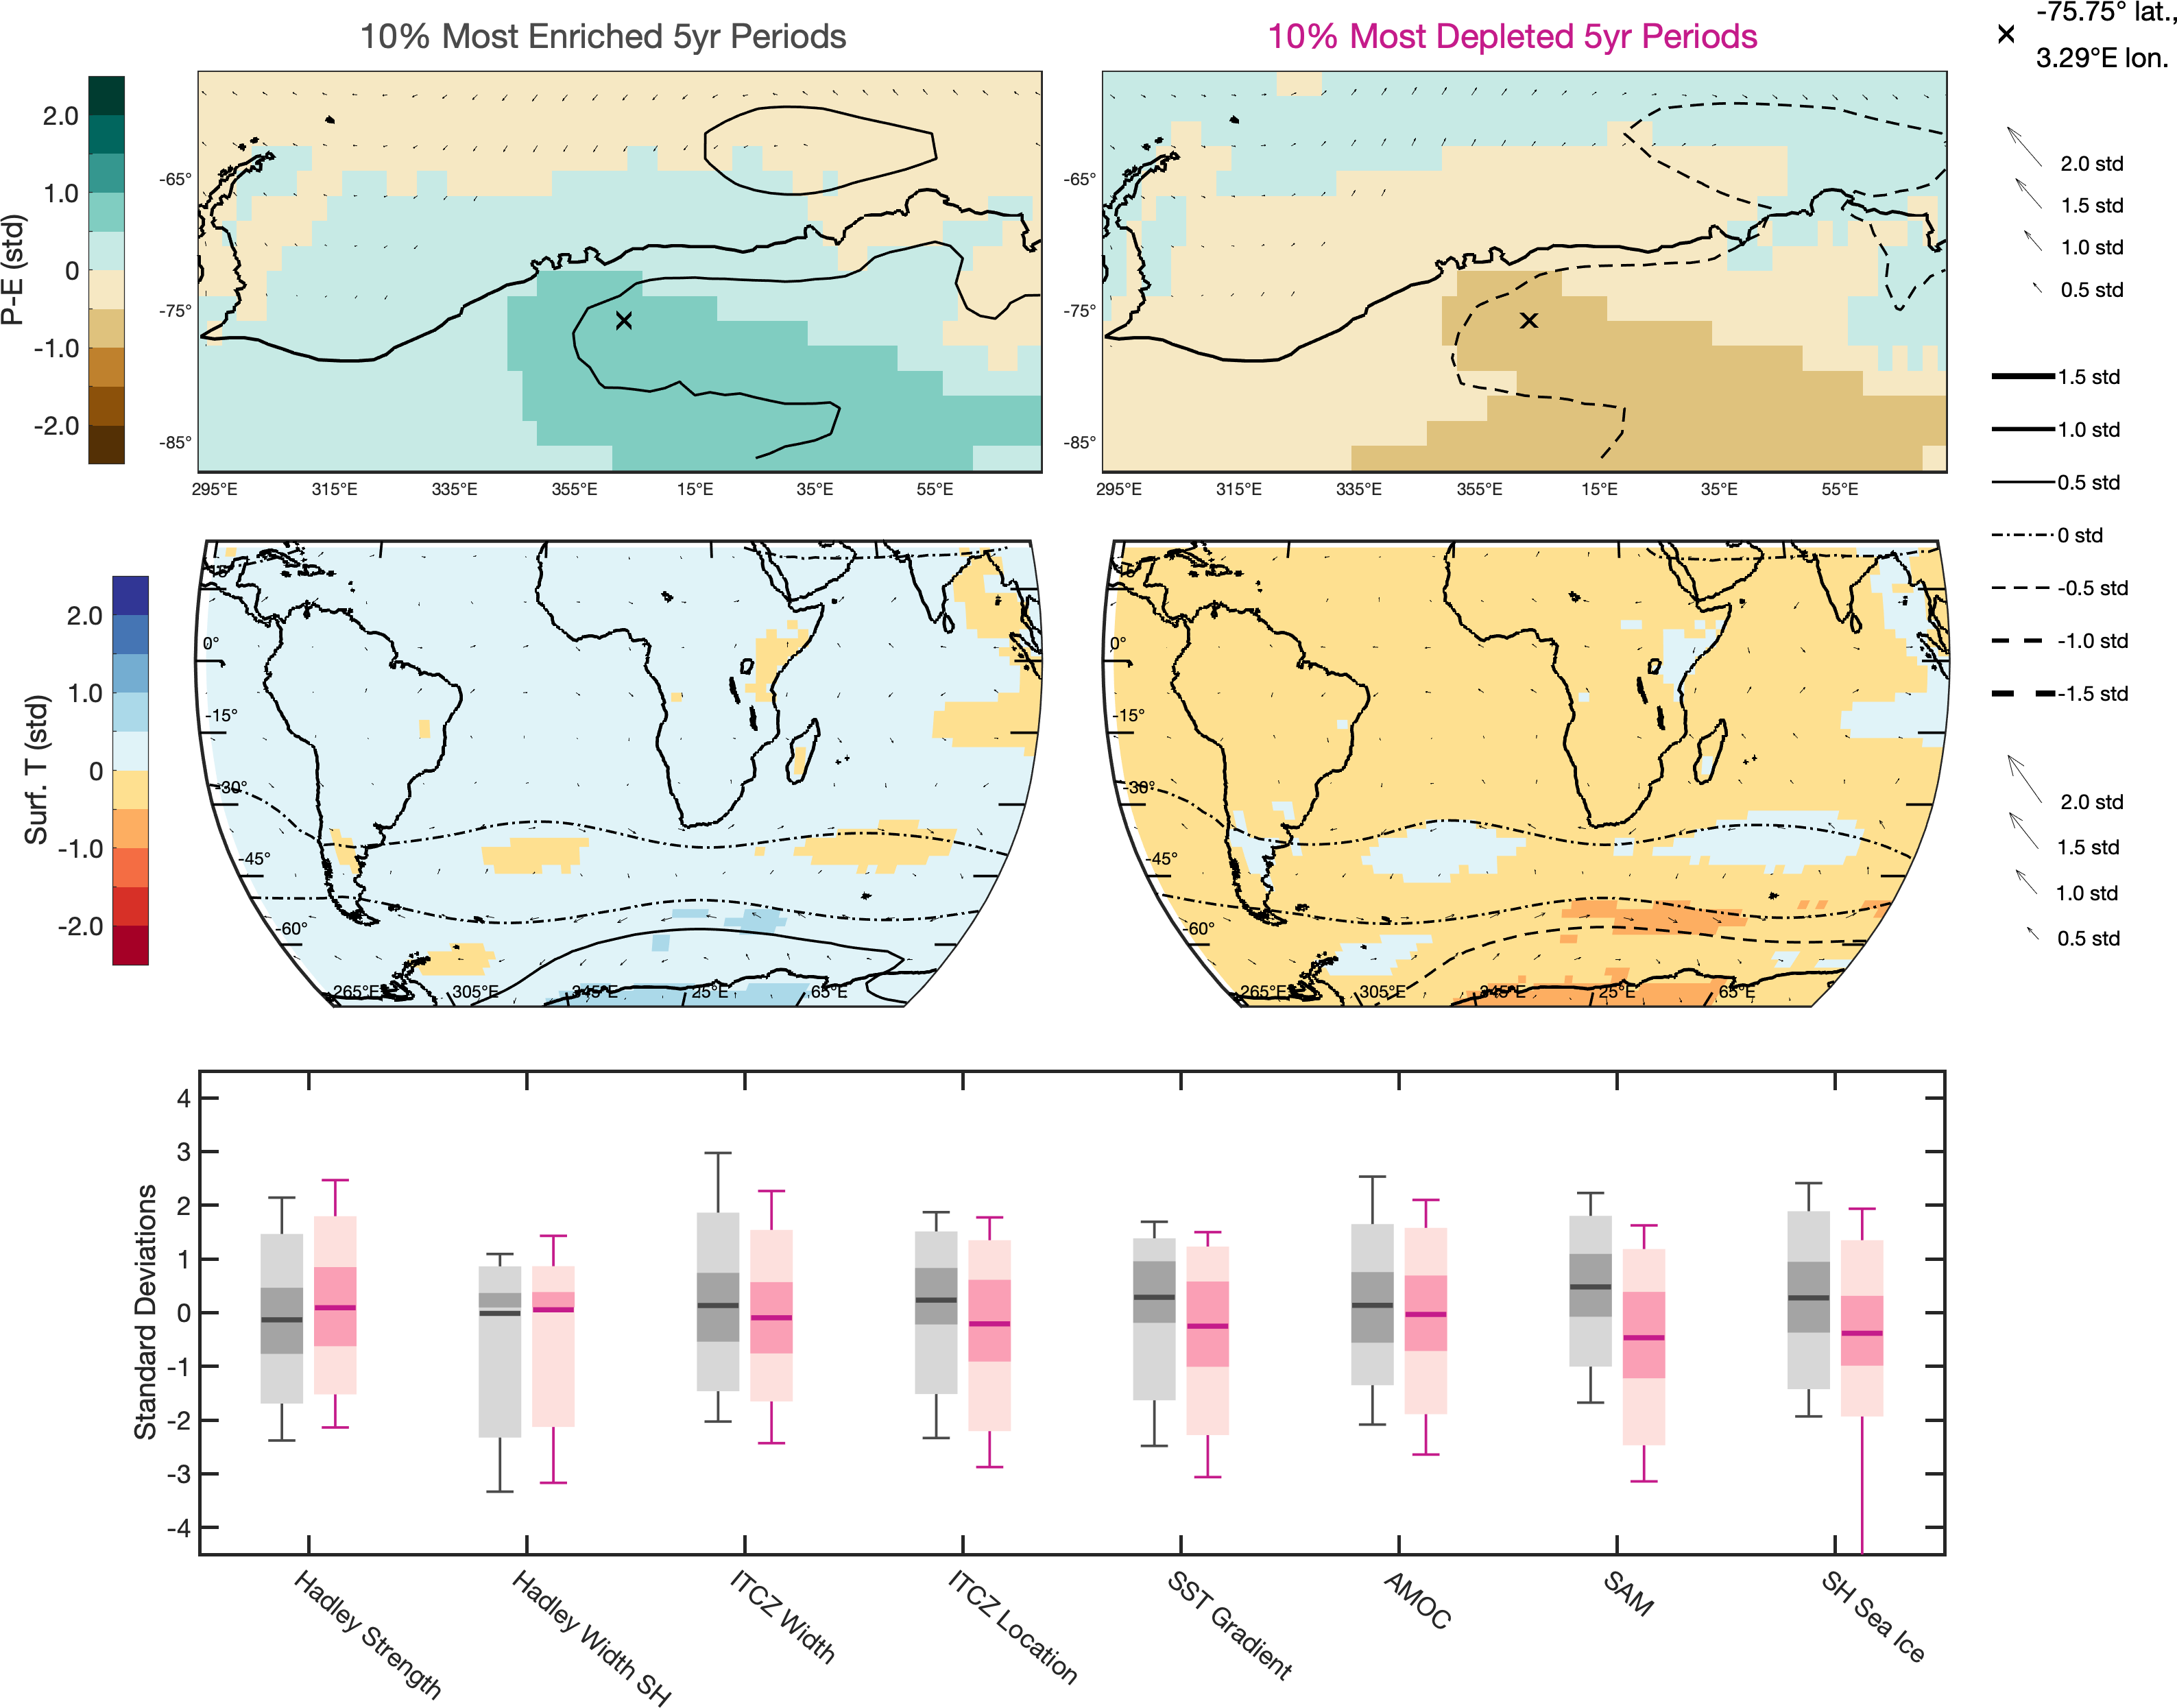 10% Most Enriched 5yr Periods
10% Most Depleted 5yr Periods
-75.75° lat.,
3.29°E lon.
P-E (std)
2.0
1.0
0
-1.0
-2.0
-65°
-75°
-85°
295°E 315°E 335°E 355°E 15°E 35°E 55°E
-65°
-75°
-85°
295°E 315°E 335°E 355°E 15°E 35°E 55°E
2.0 std
1.5 std
1.0 std
0.5 std
1.5 std
1.0 std
0.5 std
0 std
-0.5 std
-1.0 std
-1.5 std
2.0 std
1.5 std
1.0 std
0.5 std
Surf. T (std)
2.0
1.0
0
-1.0
-2.0
15°
0°
-15°
-30°
-45°
-60°
265°E 305°E 345°E 25°E 65°E
15°
0°
-15°
-30°
-45°
-60°
265°E 305°E 345°E 25°E 65°E
Standard Deviations
4
3
2
1
0
-1
-2
-3
-4
Hadley Strength
Hadley Width SH
ITCZ Width
ITCZ Location
SST Gradient
AMOC
SAM
SH Sea Ice